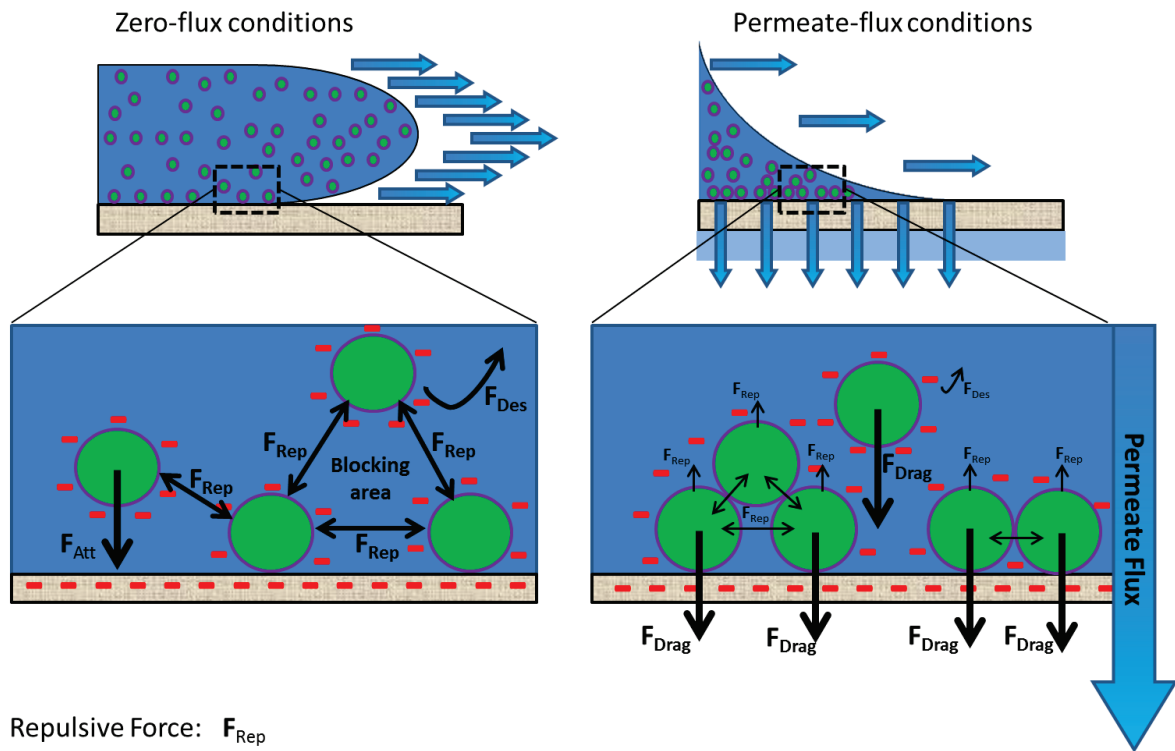 Zero-flux conditions
Permeate-flux conditions
F_Des
F_Rep
F_Rep
Blocking
area
F_Rep
F_Att
F_Rep
F_Rep
F_Des
F_Rep
F_Rep
F_Drag
F_Rep
F_Rep
F_Drag
F_Drag
F_Drag
F_Drag
Permeate Flux
Repulsive Force: F_Rep